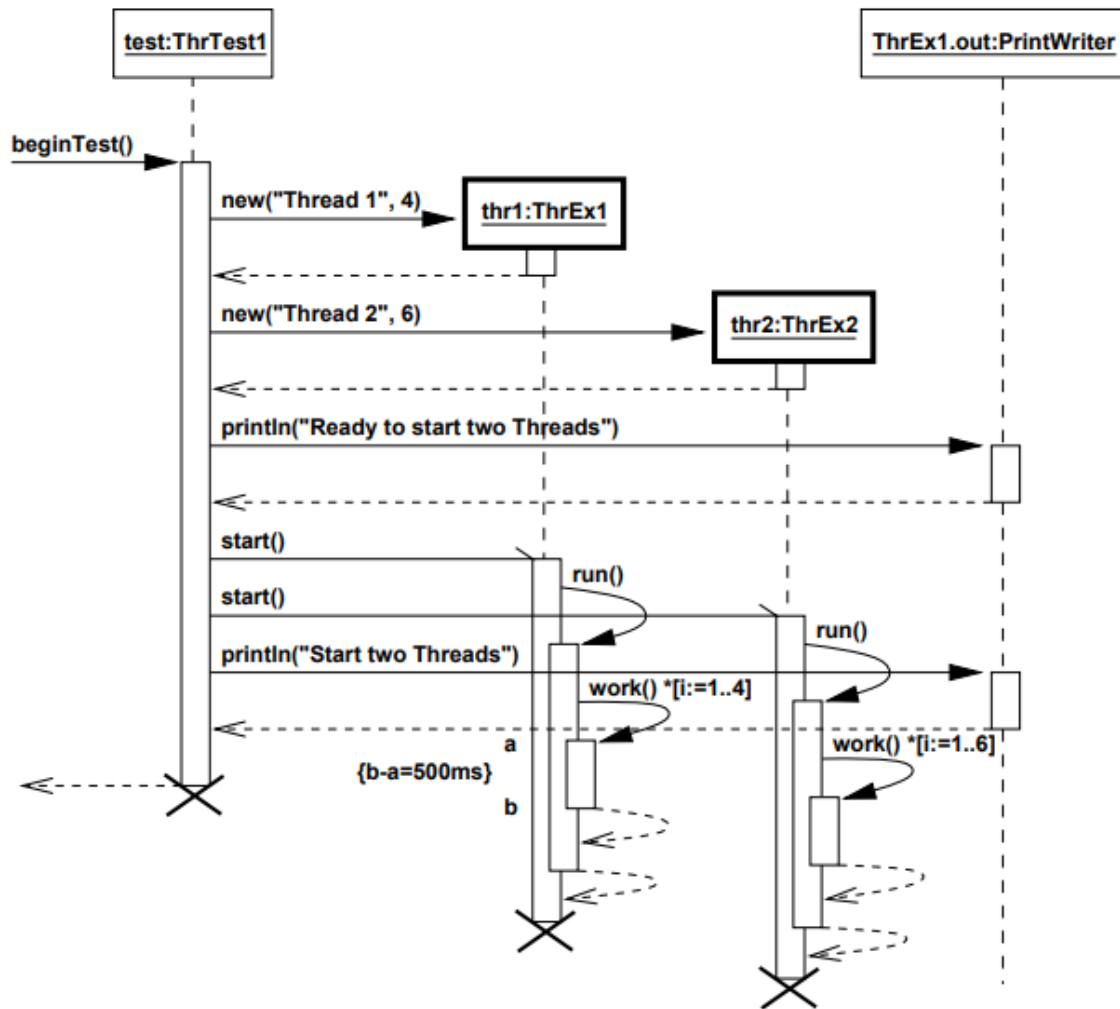 test:ThrTest1
ThrEx1.out:PrintWriter
beginTest()
new("Thread 1", 4)
thr1:ThrEx1
new("Thread 2", 6)
thr2:ThrEx2
println("Ready to start two Threads")
start()
run()
start()
run()
println("Start two Threads")
work() *[i:=1..4]
a
work() *[i:=1..6]
{b-a=500ms}
b